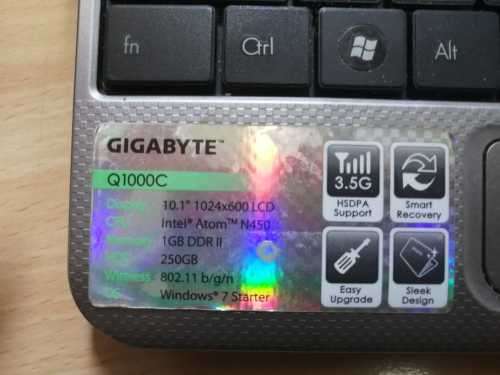 fn
Ctrl
Alt
GIGABYTE™
Q1000C
Display 10.1" 1024x600 LCD
CPU Intel® Atom™ N450
Memory 1GB DDR II
250GB
Wireless 802.11 b/g/n
OS Windows® 7 Starter
3.5G
HSDPA
Support
Smart
Recovery
Easy
Upgrade
Sleek
Design